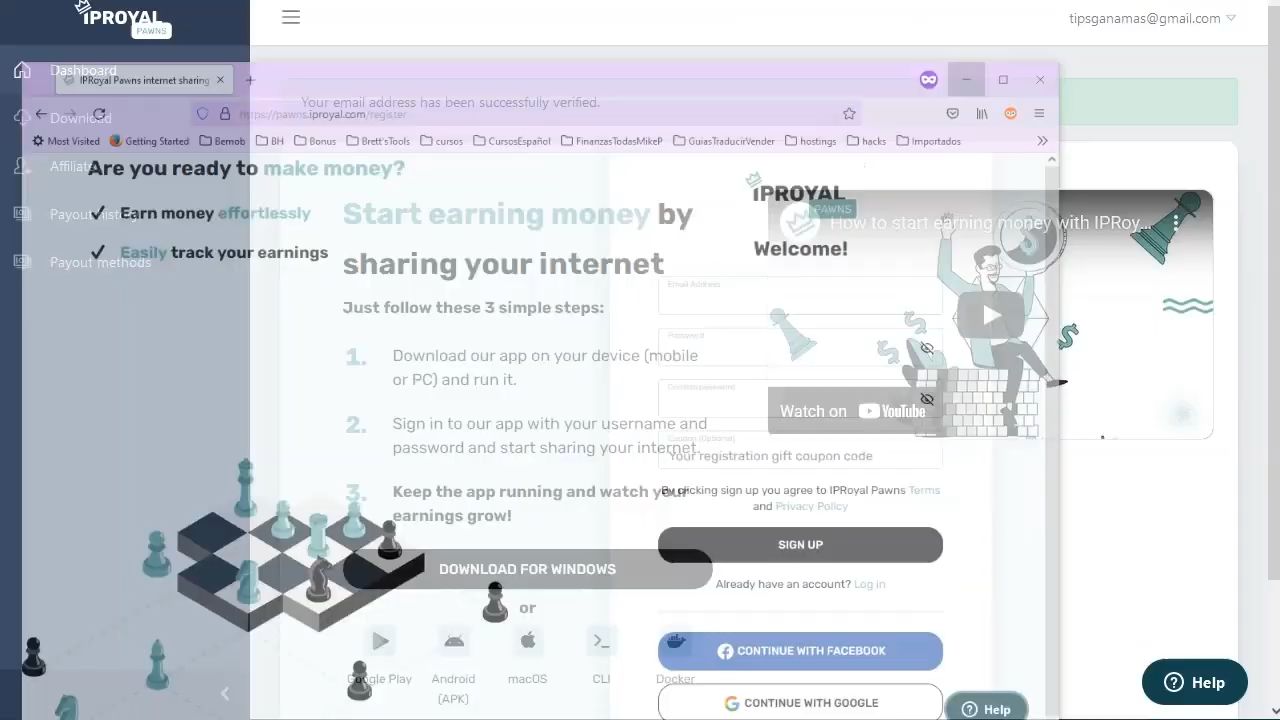 IPROYAL
PAWNS
tipsganamas@gmail.com
Dashboard
Download
Affiliate
Payout history
Payout methods
IPRoyal Pawns internet sharing
Your email address has been successfully verified.
https://pawns.iproyal.com/register
Most Visited
Getting Started
Bemob
BH
Bonus
Brett'sTools
cursos
CursosEspañol
FinanzasTodasMikeP
GuiasTraducirVender
hostings
hacks
Importados
Are you ready to make money?
Earn money effortlessly
Easily track your earnings
Start earning money by
sharing your internet
Just follow these 3 simple steps:
1. Download our app on your device (mobile
or PC) and run it.
2. Sign in to our app with your username and
password and start sharing your internet.
3. Keep the app running and watch your
earnings grow!
DOWNLOAD FOR WINDOWS
or
Google Play
Android
(APK)
macOS
CLI
Docker
IPROYAL
PAWNS
Welcome!
Email Address
Password
Confirm password
Coupon (Optional)
Your registration gift coupon code
By clicking sign up you agree to IPRoyal Pawns Terms
and Privacy Policy
SIGN UP
Already have an account? Log in
CONTINUE WITH FACEBOOK
CONTINUE WITH GOOGLE
How to start earning money with IPRoy...
Watch on YouTube
Help
Help